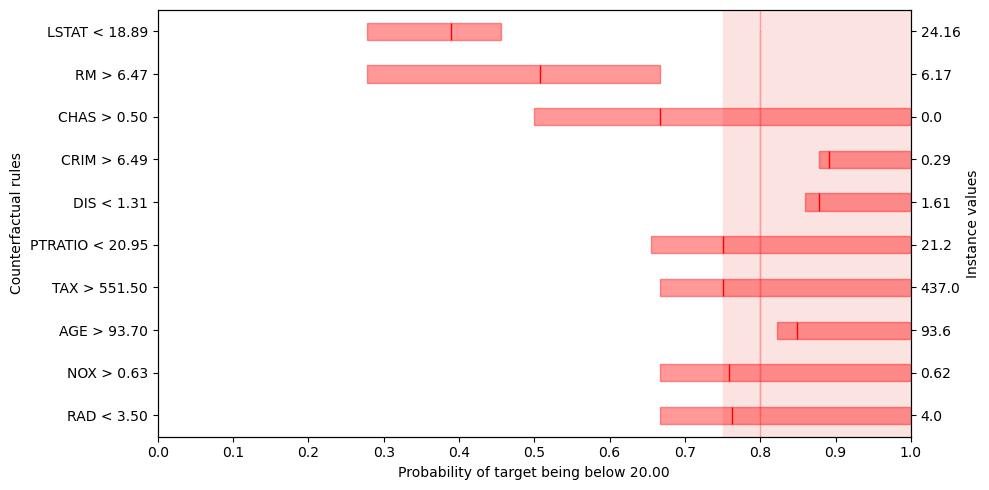 Counterfactual rules
LSTAT < 18.89
24.16
RM > 6.47
6.17
CHAS > 0.50
0.0
CRIM > 6.49
0.29
DIS < 1.31
1.61
PTRATIO < 20.95
21.2
TAX > 551.50
437.0
AGE > 93.70
93.6
NOX > 0.63
0.62
RAD < 3.50
4.0
Instance values
0.0 0.1 0.2 0.3 0.4 0.5 0.6 0.7 0.8 0.9 1.0
Probability of target being below 20.00